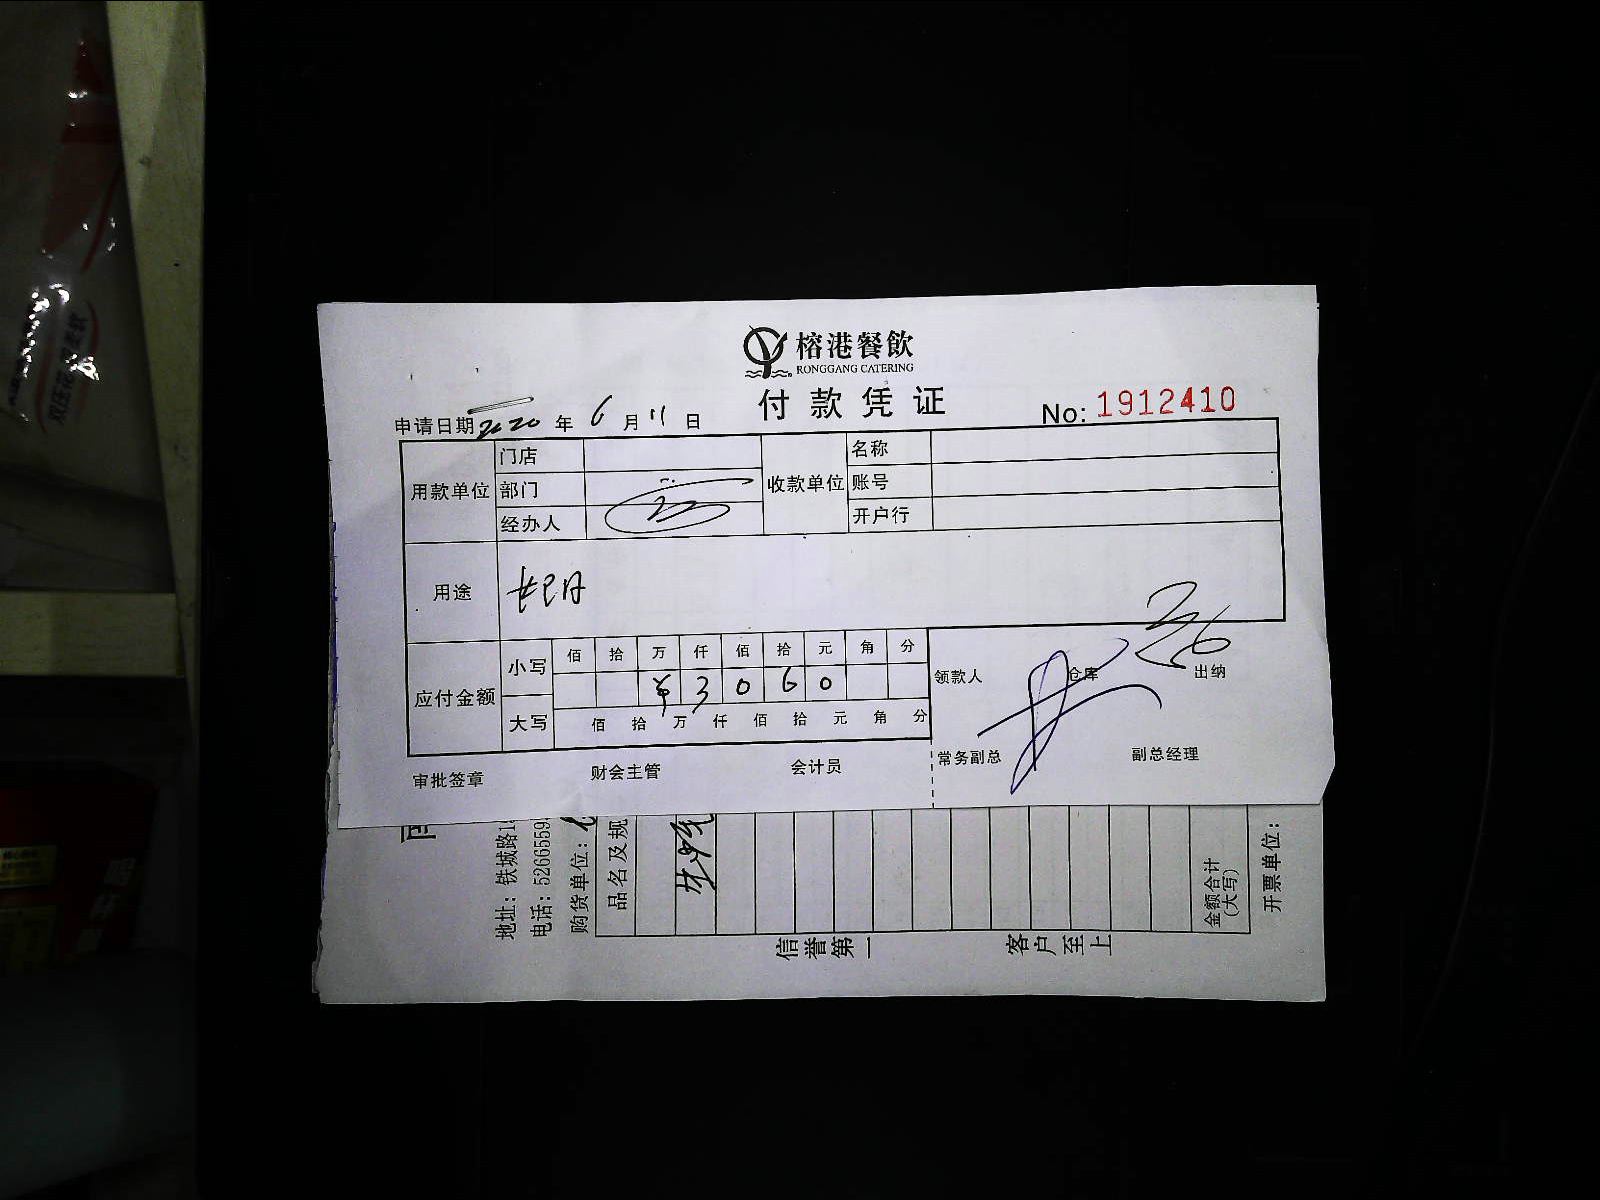 榕港餐飲
RONGGANG CATERING
付款凭证
No: 1912410
申请日期 2020 年 6 月 11 日
用款单位 门店 收款单位 名称
部门 账号
经办人 开户行
用途
应付金额 小写 佰 拾 万 仟 佰 拾 元 角 分
¥ 3 0 6 0
大写 佰 拾 万 仟 佰 拾 元 角 分
领款人 仓库 出纳
常务副总 副总经理
审批签章 财会主管 会计员
地址：铁城路1
电话：5266559
购货单位：
品名及规
生蚝
金额合计
(大写)
开票单位：
信誉第一 客户至上